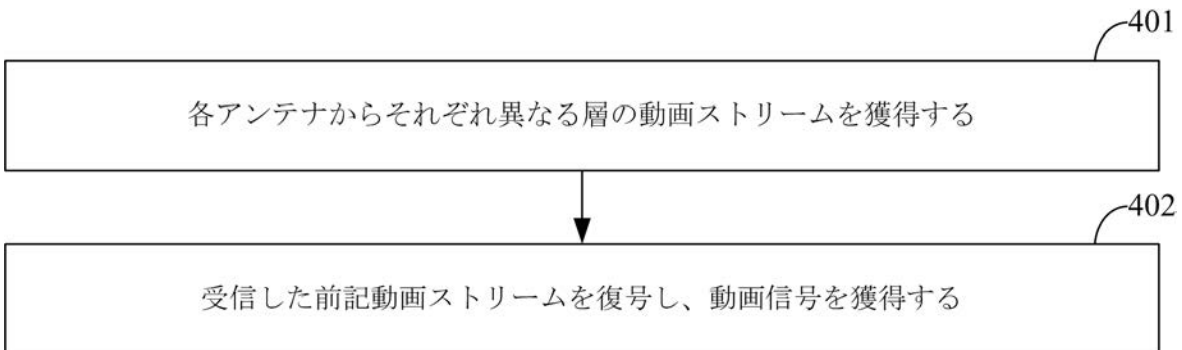 401
各アンテナからそれぞれ異なる層の動画ストリームを獲得する
402
受信した前記動画ストリームを復号し、動画信号を獲得する